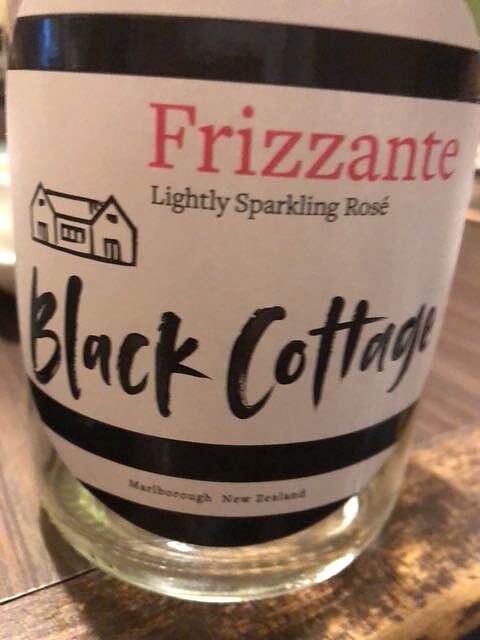 Frizzante
Lightly Sparkling Rosé
Black Cottage
Marlborough New Zealand